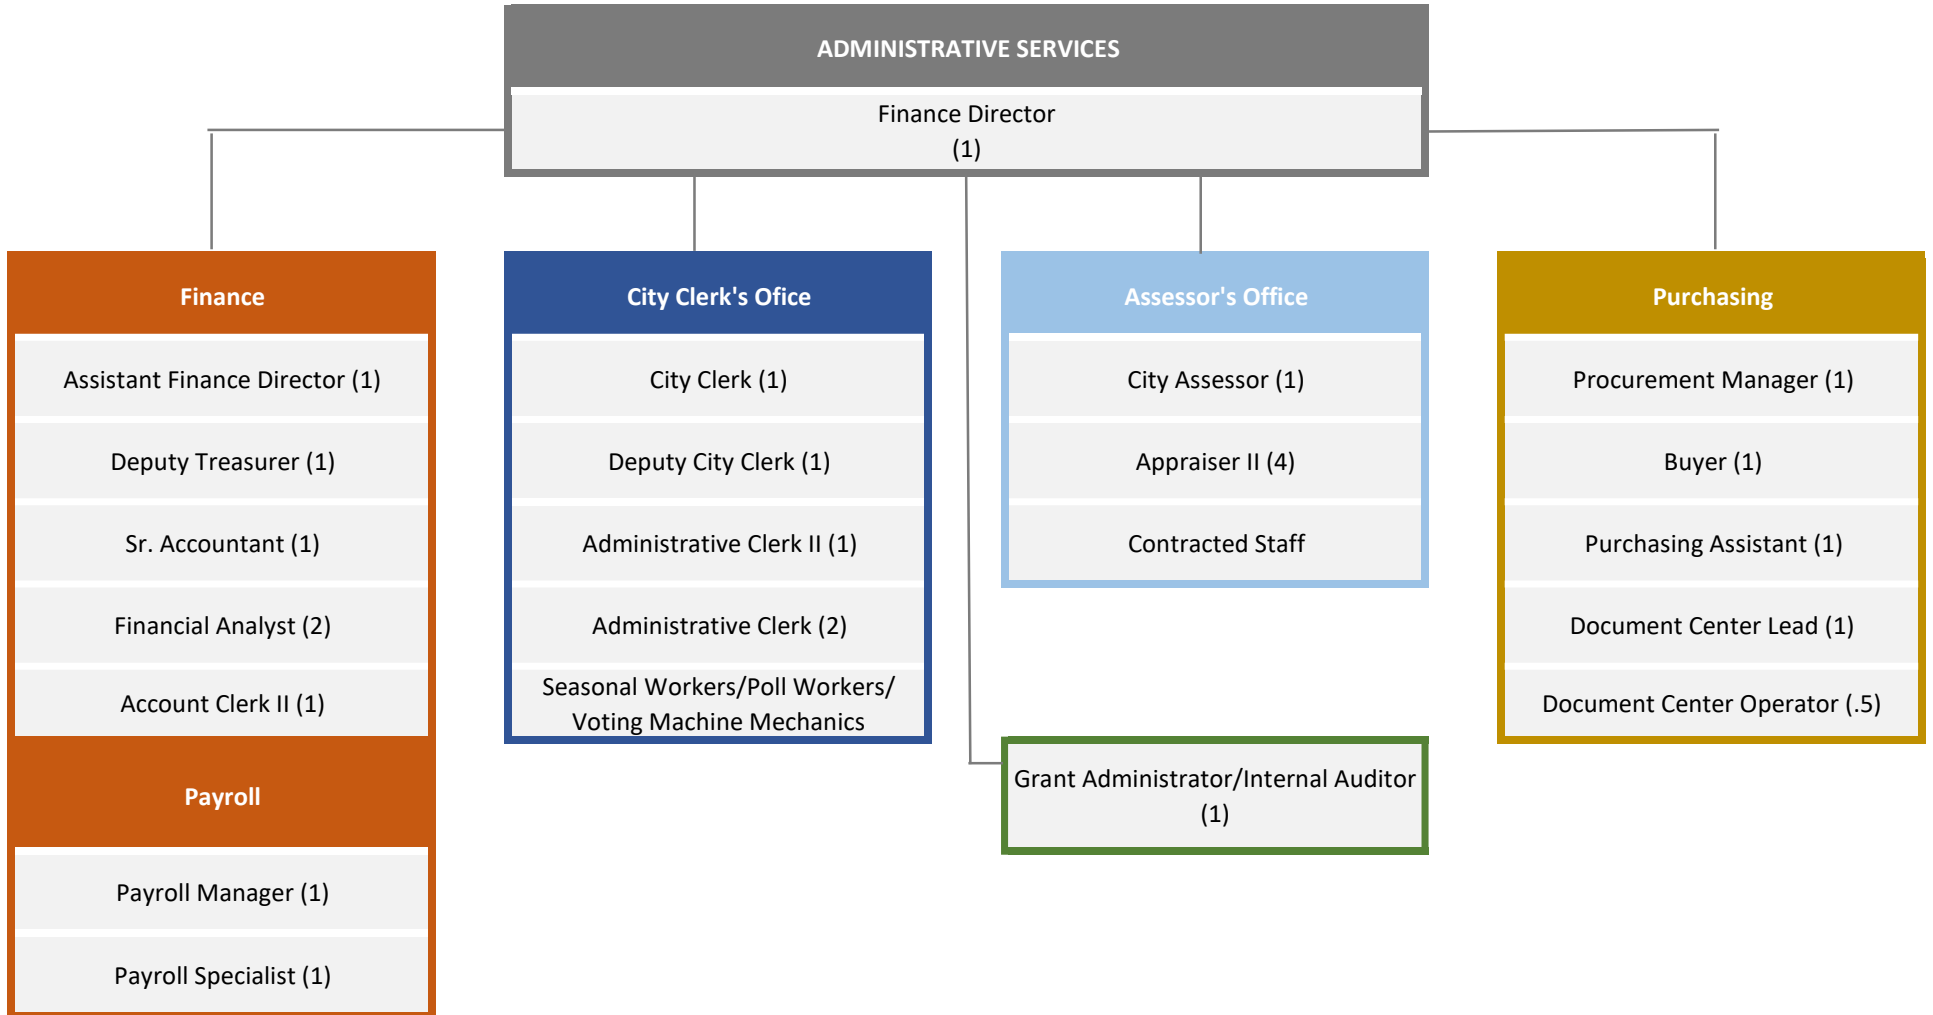 ADMINISTRATIVE SERVICES
Finance Director
(1)
Finance
Assistant Finance Director (1)
Deputy Treasurer (1)
Sr. Accountant (1)
Financial Analyst (2)
Account Clerk II (1)
Payroll
Payroll Manager (1)
Payroll Specialist (1)
City Clerk's Ofice
City Clerk (1)
Deputy City Clerk (1)
Administrative Clerk II (1)
Administrative Clerk (2)
Seasonal Workers/Poll Workers/
Voting Machine Mechanics
Assessor's Office
City Assessor (1)
Appraiser II (4)
Contracted Staff
Grant Administrator/Internal Auditor
(1)
Purchasing
Procurement Manager (1)
Buyer (1)
Purchasing Assistant (1)
Document Center Lead (1)
Document Center Operator (.5)